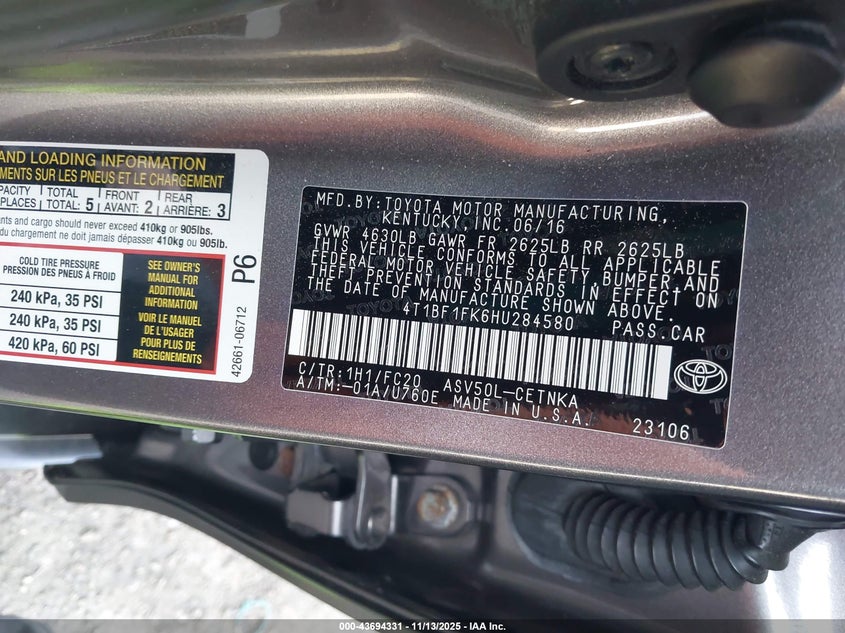 AND LOADING INFORMATION
EMENTS SUR LES PNEUS ET LE CHARGEMENT
PACITY TOTAL FRONT REAR
PLACES TOTAL: 5 AVANT: 2 ARRIÈRE: 3
nts and cargo should never exceed 410kg or 905lbs.
du chargement ne doit jamais dépasser 410kg ou 905lb.
COLD TIRE PRESSURE
PRESSION DES PNEUS À FROID
240 kPa, 35 PSI
240 kPa, 35 PSI
420 kPa, 60 PSI
SEE OWNER'S
MANUAL FOR
ADDITIONAL
INFORMATION
VOIR LE MANUEL
DE L'USAGER
POUR PLUS DE
RENSEIGNEMENTS
P6
42661-06712
MFD.BY:TOYOTA MOTOR MANUFACTURING,
KENTUCKY,INC.06/16
GVWR 4630LB GAWR FR 2625LB RR 2625LB
THIS VEHICLE CONFORMS TO ALL APPLICABLE
FEDERAL MOTOR VEHICLE SAFETY,BUMPER,AND
THEFT PREVENTION STANDARDS IN EFFECT ON
THE DATE OF MANUFACTURE SHOWN ABOVE.
4T1BF1FK6HU284580 PASS.CAR
C/TR:1H1/FC20 ASV50L-CETNKA
A/TM:-01A/U760E MADE IN U.S.A.
23106
000-43694331 - 11/13/2025 - IAA Inc.